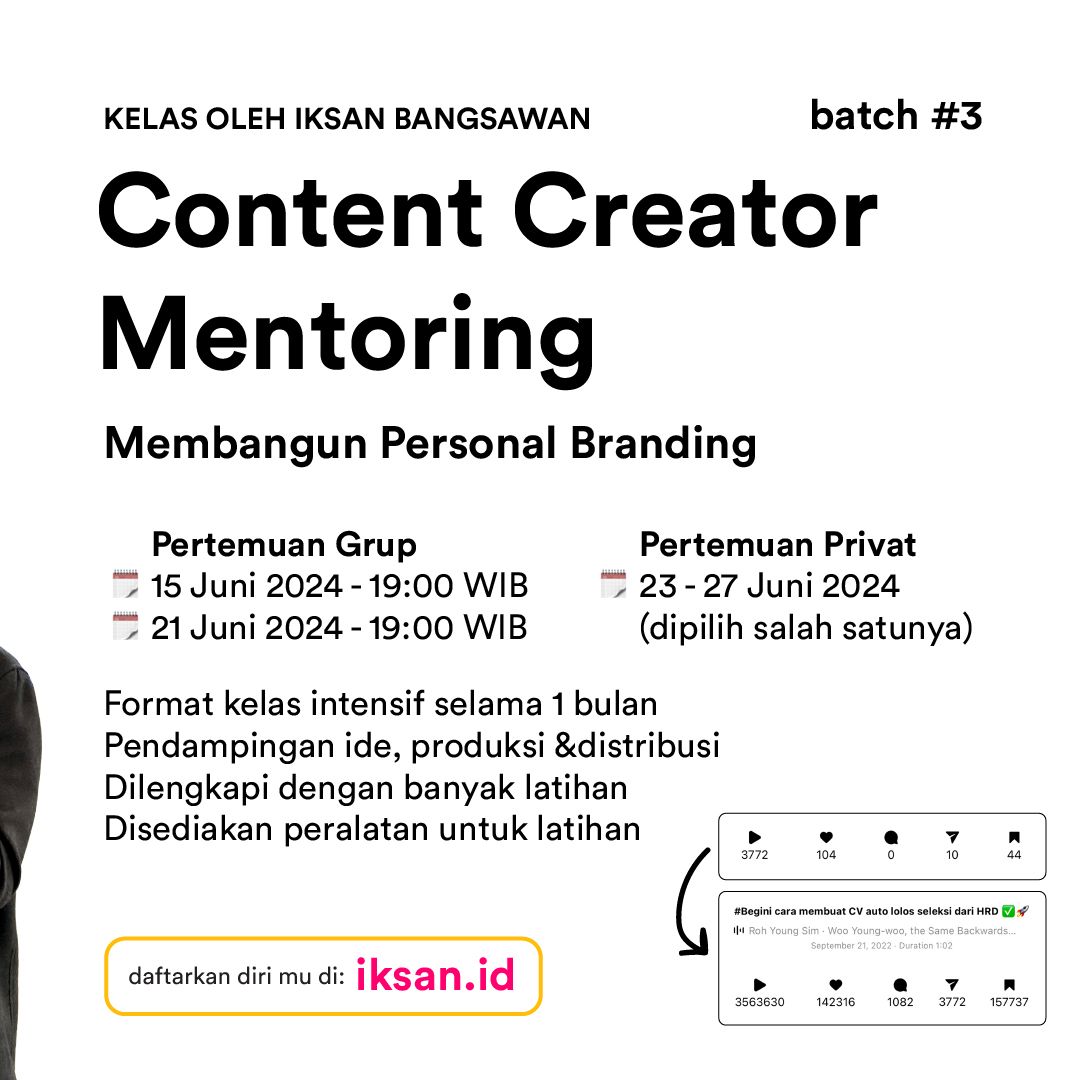 KELAS OLEH IKSAN BANGSAWAN
batch #3
Content Creator
Mentoring
Membangun Personal Branding
Pertemuan Grup
15 Juni 2024 - 19:00 WIB
21 Juni 2024 - 19:00 WIB
Pertemuan Privat
23 - 27 Juni 2024
(dipilih salah satunya)
Format kelas intensif selama 1 bulan
Pendampingan ide, produksi &distribusi
Dilengkapi dengan banyak latihan
Disediakan peralatan untuk latihan
3772 104 0 10 44
#Begini cara membuat CV auto lolos seleksi dari HRD ✅🚀
Roh Young Sim · Woo Young-woo, the Same Backwards...
September 21, 2022 · Duration 1:02
3563630 142316 1082 3772 157737
daftarkan diri mu di: iksan.id